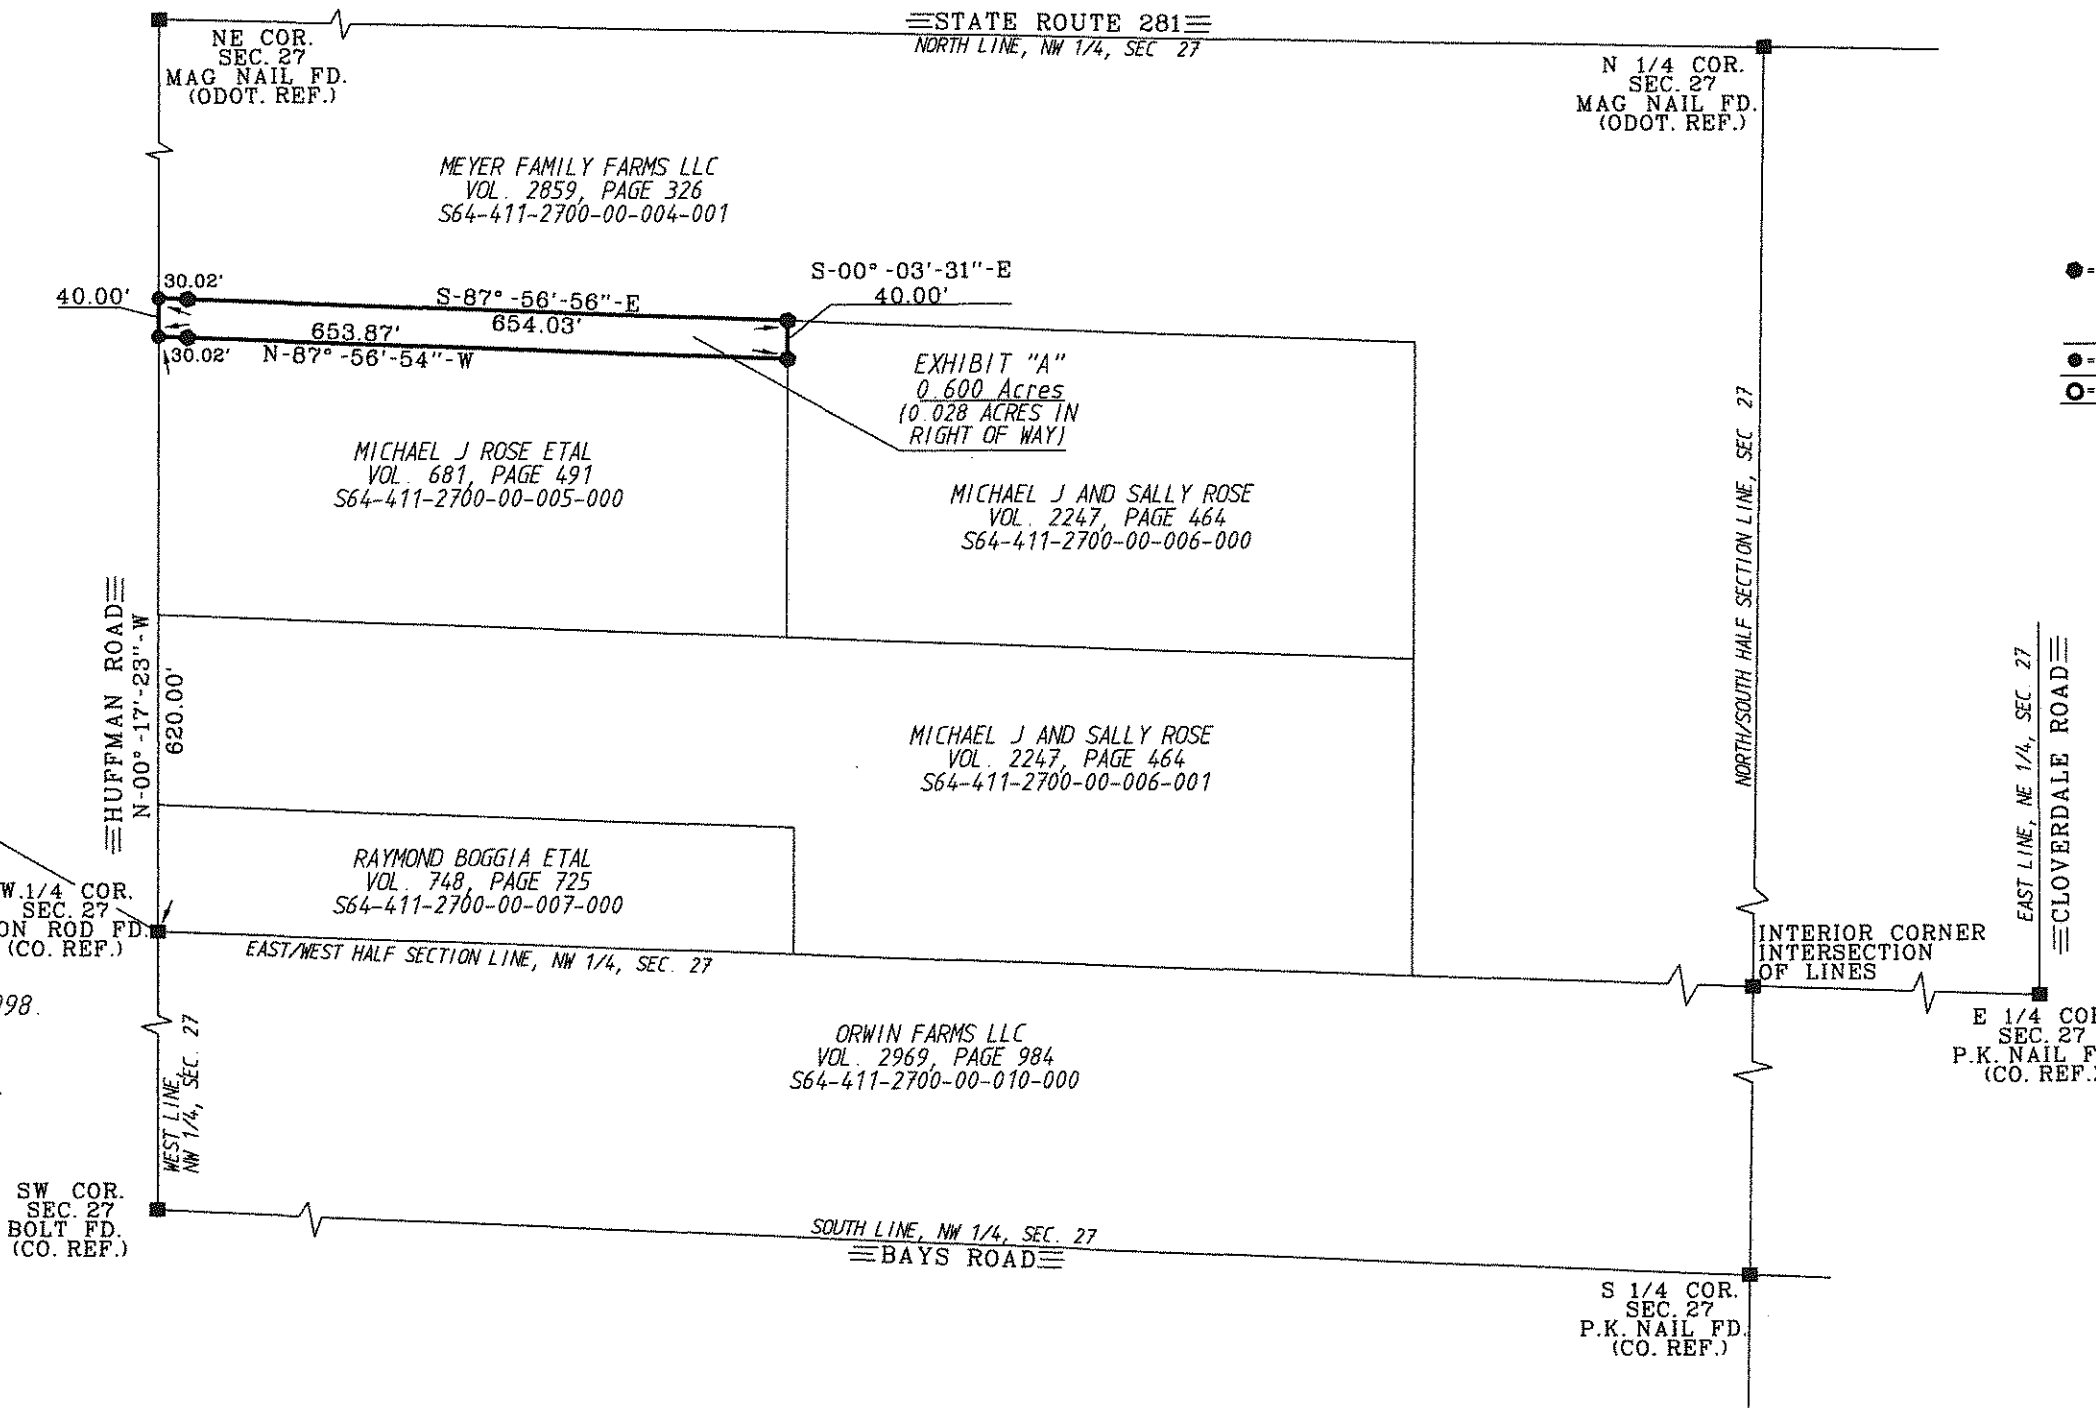 STATE ROUTE 281
NORTH LINE, NW 1/4, SEC 27
NE COR.
SEC. 27
MAG NAIL FD.
(ODOT. REF.)
N 1/4 COR.
SEC. 27
MAG NAIL FD.
(ODOT. REF.)
MEYER FAMILY FARMS LLC
VOL. 2859, PAGE 326
S64-411-2700-00-004-001
S-00°-03'-31"-E
40.00'
40.00'
30.02'
S-87°-56'-56"-E
654.03'
653.87'
30.02'
N-87°-56'-54"-W
EXHIBIT "A"
0.600 Acres
(0.028 ACRES IN
RIGHT OF WAY)
MICHAEL J ROSE ETAL
VOL. 681, PAGE 491
S64-411-2700-00-005-000
MICHAEL J AND SALLY ROSE
VOL. 2247, PAGE 464
S64-411-2700-00-006-000
NORTH/SOUTH HALF SECTION LINE, SEC 27
HUFFMAN ROAD
N-00°-17'-23"-W
620.00'
MICHAEL J AND SALLY ROSE
VOL. 2247, PAGE 464
S64-411-2700-00-006-001
EAST LINE, NE 1/4, SEC. 27
CLOVERDALE ROAD
RAYMOND BOGGIA ETAL
VOL. 748, PAGE 725
S64-411-2700-00-007-000
W.1/4 COR.
SEC. 27
ON ROD FD.
(CO. REF.)
EAST/WEST HALF SECTION LINE, NW 1/4, SEC. 27
INTERIOR CORNER
INTERSECTION
OF LINES
98.
E 1/4 COR
SEC. 27
P.K. NAIL F
(CO. REF.)
ORWIN FARMS LLC
VOL. 2969, PAGE 984
S64-411-2700-00-010-000
WEST LINE,
NW 1/4, SEC. 27
SW COR.
SEC. 27
BOLT FD.
(CO. REF.)
SOUTH LINE, NW 1/4, SEC. 27
BAYS ROAD
S 1/4 COR.
SEC. 27
P.K. NAIL FD.
(CO. REF.)